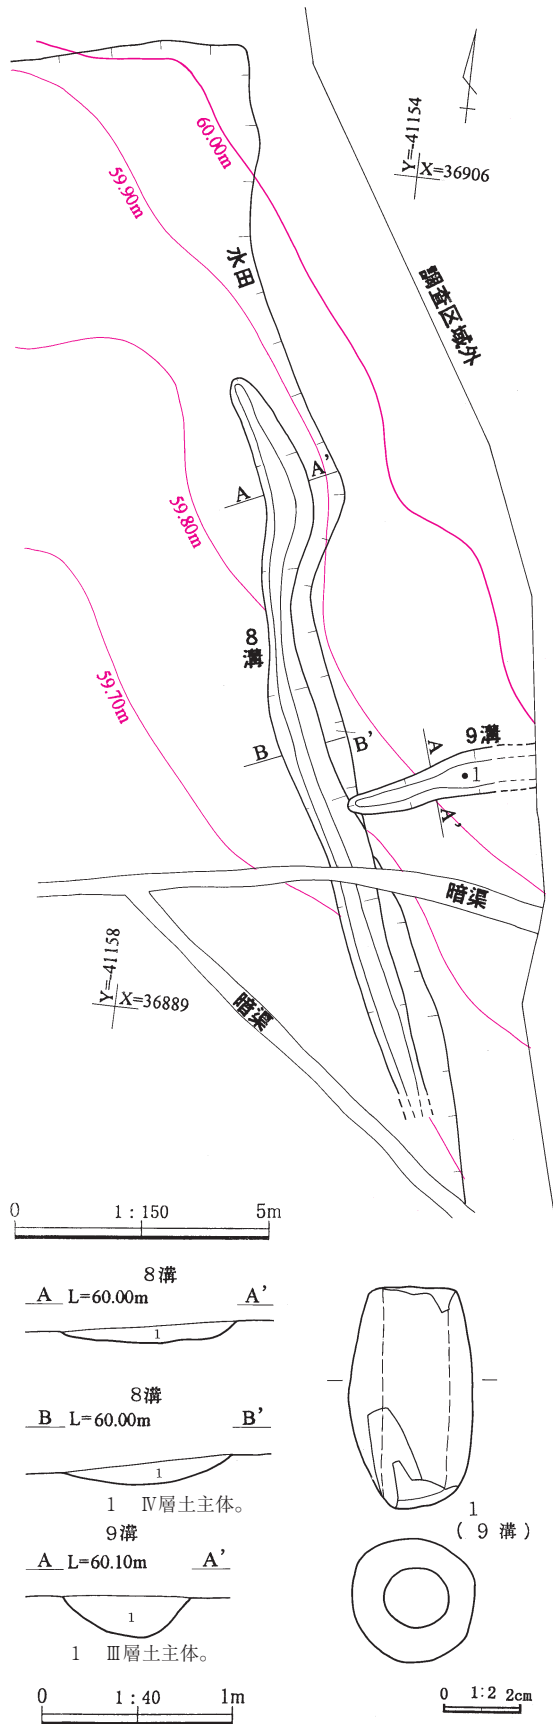 60.00m
Y=-41154
X=36906
59.90m
水田
調査区域外
A
A'
59.80m
8溝
59.70m
B
B'
9溝
A
1
A'
暗渠
Y=-41158
X=36889
暗渠
0 1:150 5m
8溝
A L=60.00m A'
1
8溝
B L=60.00m B'
1
1 Ⅳ層土主体。
9溝
A L=60.10m A'
1
1 Ⅲ層土主体。
0 1:40 1m
1
(9溝)
0 1:2 2cm